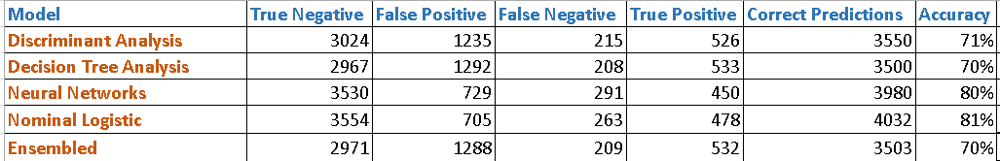 Model True Negative False Positive False Negative True Positive Correct Predictions Accuracy
Discriminant Analysis 3024 1235 215 526 3550 71%
Decision Tree Analysis 2967 1292 208 533 3500 70%
Neural Networks 3530 729 291 450 3980 80%
Nominal Logistic 3554 705 263 478 4032 81%
Ensembled 2971 1288 209 532 3503 70%